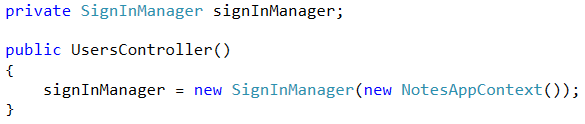 private SignInManager signInManager;
public UsersController()
{
signInManager = new SignInManager(new NotesAppContext());
}